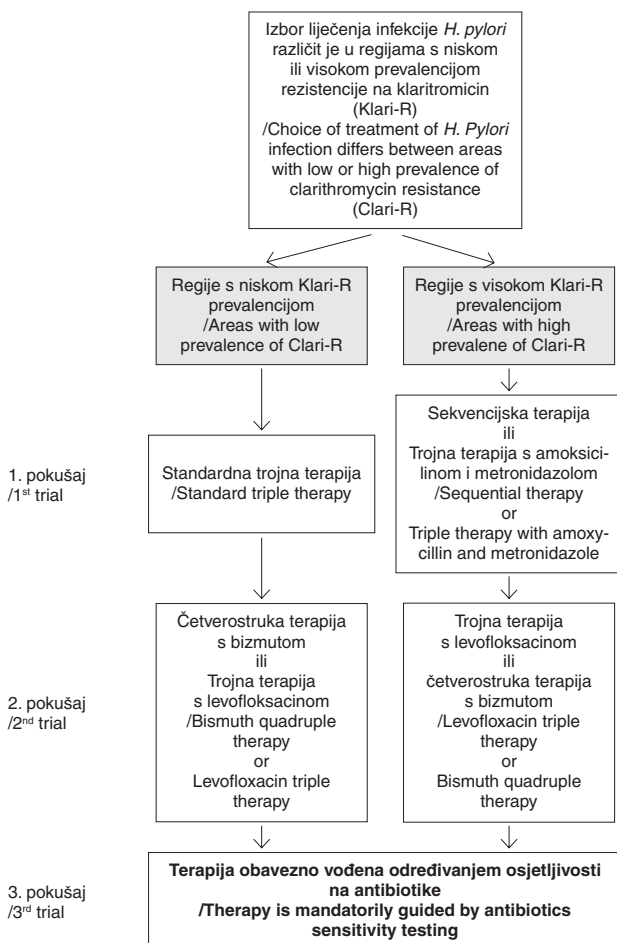 Izbor liječenja infekcije H. pylori
različit je u regijama s niskom
ili visokom prevalencijom
rezistencije na klaritromicin
(Klari-R)
/Choice of treatment of H. Pylori
infection differs between areas
with low or high prevalence of
clarithromycin resistance
(Clari-R)
Regije s niskom Klari-R
prevalencijom
/Areas with low
prevalence of Clari-R
Regije s visokom Klari-R
prevalencijom
/Areas with high
prevalene of Clari-R
1. pokušaj
/1st trial
Standardna trojna terapija
/Standard triple therapy
Sekvencijska terapija
ili
Trojna terapija s amoksici-
linom i metronidazolom
/Sequential therapy
or
Triple therapy with amoxy-
cillin and metronidazole
2. pokušaj
/2nd trial
Četverostruka terapija
s bizmutom
ili
Trojna terapija
s levofloksacinom
/Bismuth quadruple
therapy
or
Levofloxacin triple
therapy
Trojna terapija
s levofloksacinom
ili
četverostruka terapija
s bizmutom
/Levofloxacin triple
therapy
or
Bismuth quadruple
therapy
3. pokušaj
/3rd trial
Terapija obavezno vođena određivanjem osjetljivosti
na antibiotike
/Therapy is mandatorily guided by antibiotics
sensitivity testing